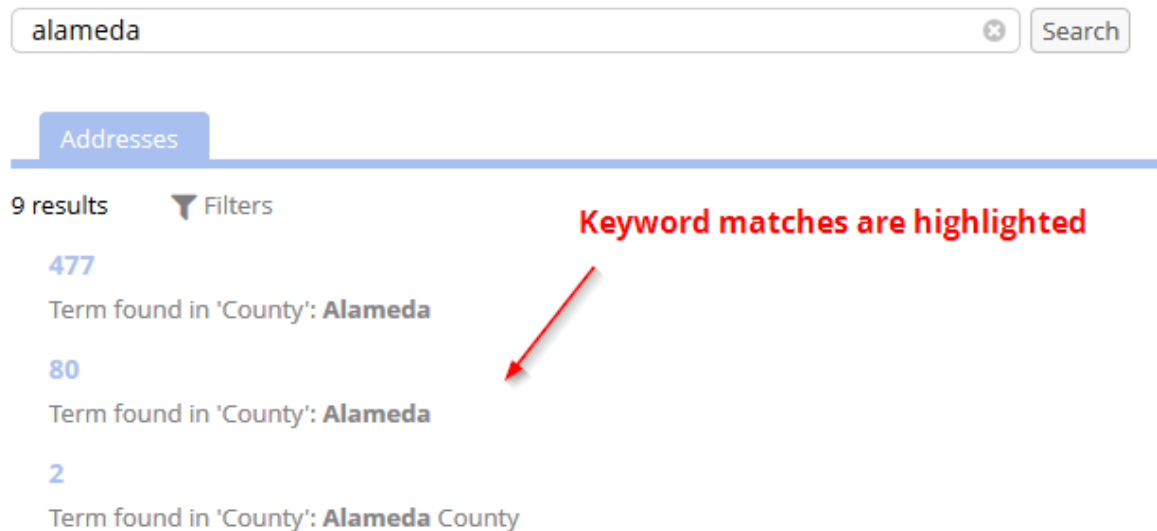 alameda
Search
Addresses
9 results Filters
Keyword matches are highlighted
477
Term found in 'County': Alameda
80
Term found in 'County': Alameda
2
Term found in 'County': Alameda County